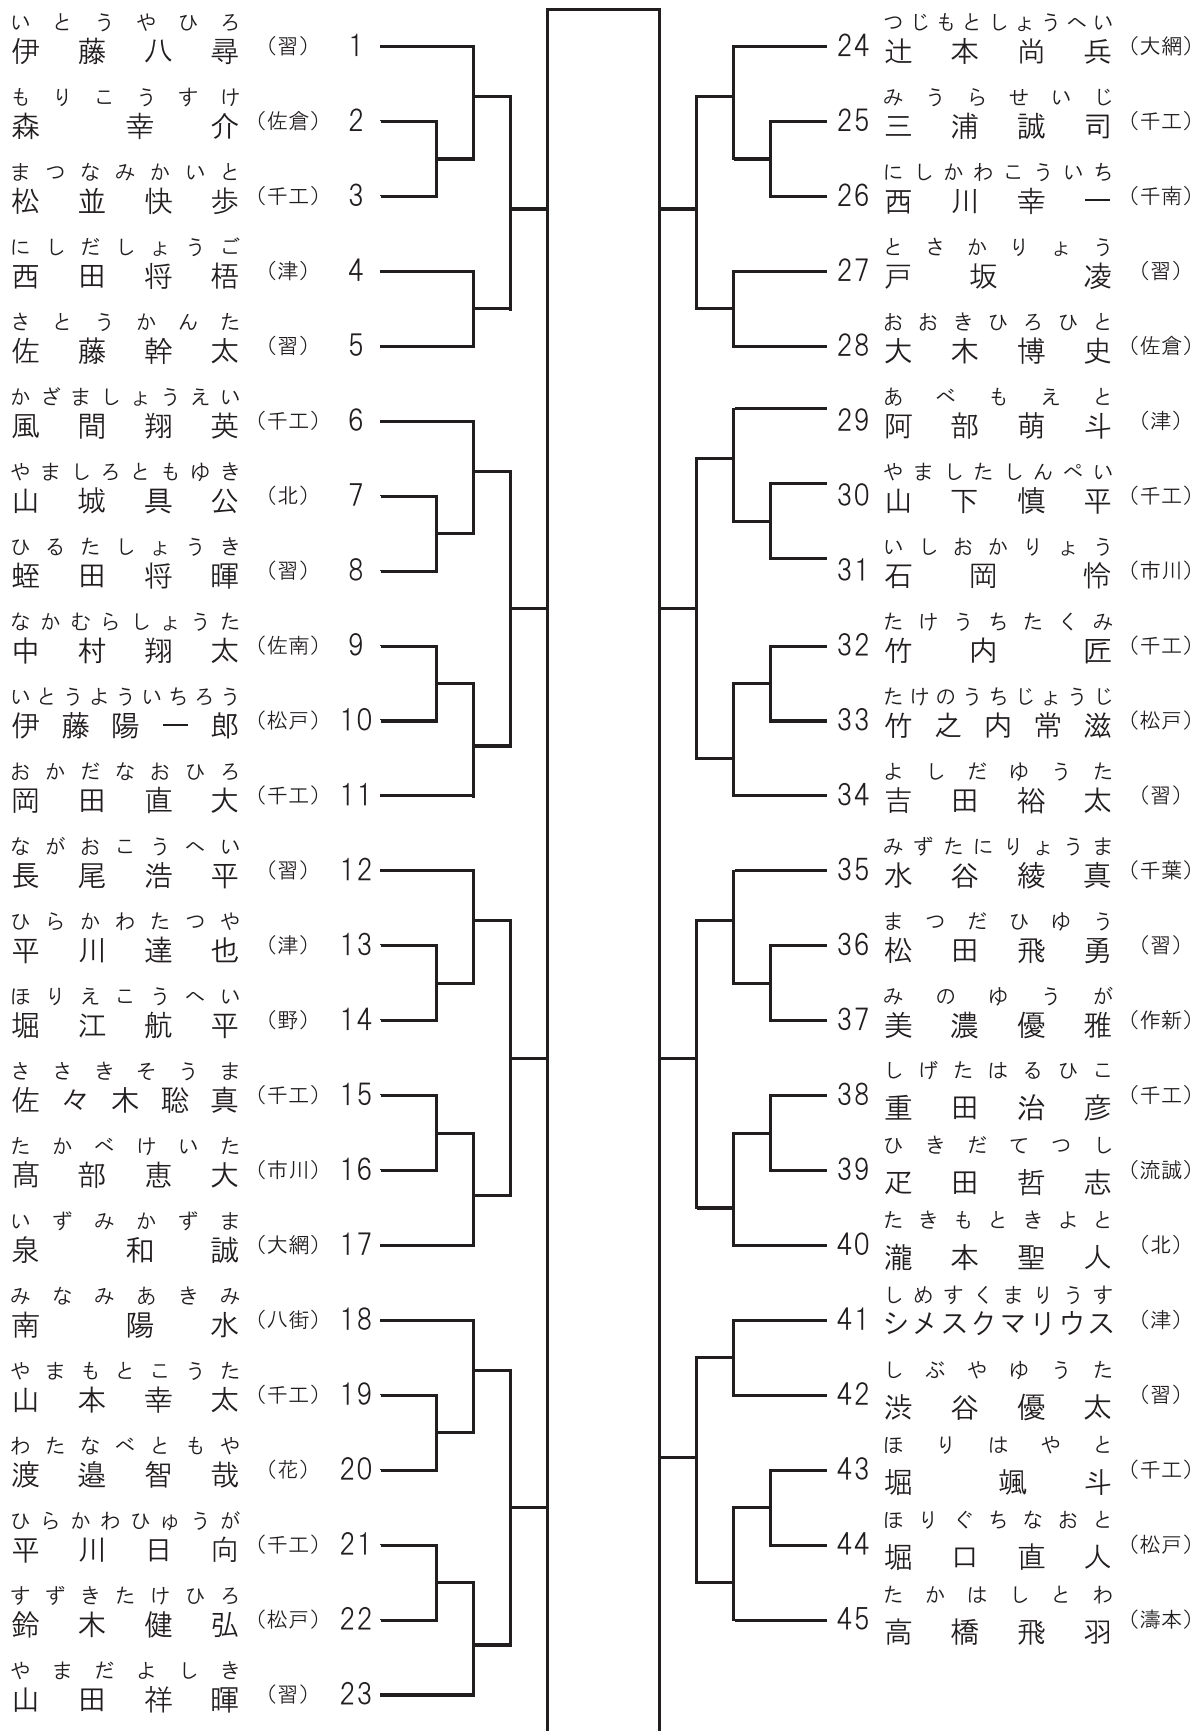 いとうやひろ
伊藤八尋 (習) 1
もりこうすけ
森幸介 (佐倉) 2
まつなみかいと
松並快歩 (千工) 3
にしだしょうご
西田将梧 (津) 4
さとうかんた
佐藤幹太 (習) 5
かざましょうえい
風間翔英 (千工) 6
やましろともゆき
山城具公 (北) 7
ひるたしょうき
蛭田将暉 (習) 8
なかむらしょうた
中村翔太 (佐南) 9
いとうよういちろう
伊藤陽一郎 (松戸) 10
おかだなおひろ
岡田直大 (千工) 11
ながおこうへい
長尾浩平 (習) 12
ひらかわたつや
平川達也 (津) 13
ほりえこうへい
堀江航平 (野) 14
ささきそうま
佐々木聡真 (千工) 15
たかべけいた
髙部恵大 (市川) 16
いずみかずま
泉和誠 (大網) 17
みなみあきみ
南陽水 (八街) 18
やまもとこうた
山本幸太 (千工) 19
わたなべともや
渡邉智哉 (花) 20
ひらかわひゅうが
平川日向 (千工) 21
すずきたけひろ
鈴木健弘 (松戸) 22
やまだよしき
山田祥暉 (習) 23
つじもとしょうへい
24 辻本尚兵 (大網)
みうらせいじ
25 三浦誠司 (千工)
にしかわこういち
26 西川幸一 (千南)
とさかりょう
27 戸坂凌 (習)
おおきひろひと
28 大木博史 (佐倉)
あべもえと
29 阿部萌斗 (津)
やましたしんぺい
30 山下慎平 (千工)
いしおかりょう
31 石岡怜 (市川)
たけうちたくみ
32 竹内匠 (千工)
たけのうちじょうじ
33 竹之内常滋 (松戸)
よしだゆうた
34 吉田裕太 (習)
みずたにりょうま
35 水谷綾真 (千葉)
まつだひゆう
36 松田飛勇 (習)
みのゆうが
37 美濃優雅 (作新)
しげたはるひこ
38 重田治彦 (千工)
ひきだてつし
39 疋田哲志 (流誠)
たきもときよと
40 瀧本聖人 (北)
しめすくまりうす
41 シメスクマリウス (津)
しぶやゆうた
42 渋谷優太 (習)
ほりはやと
43 堀颯斗 (千工)
ほりぐちなおと
44 堀口直人 (松戸)
たかはしとわ
45 高橋飛羽 (濤本)